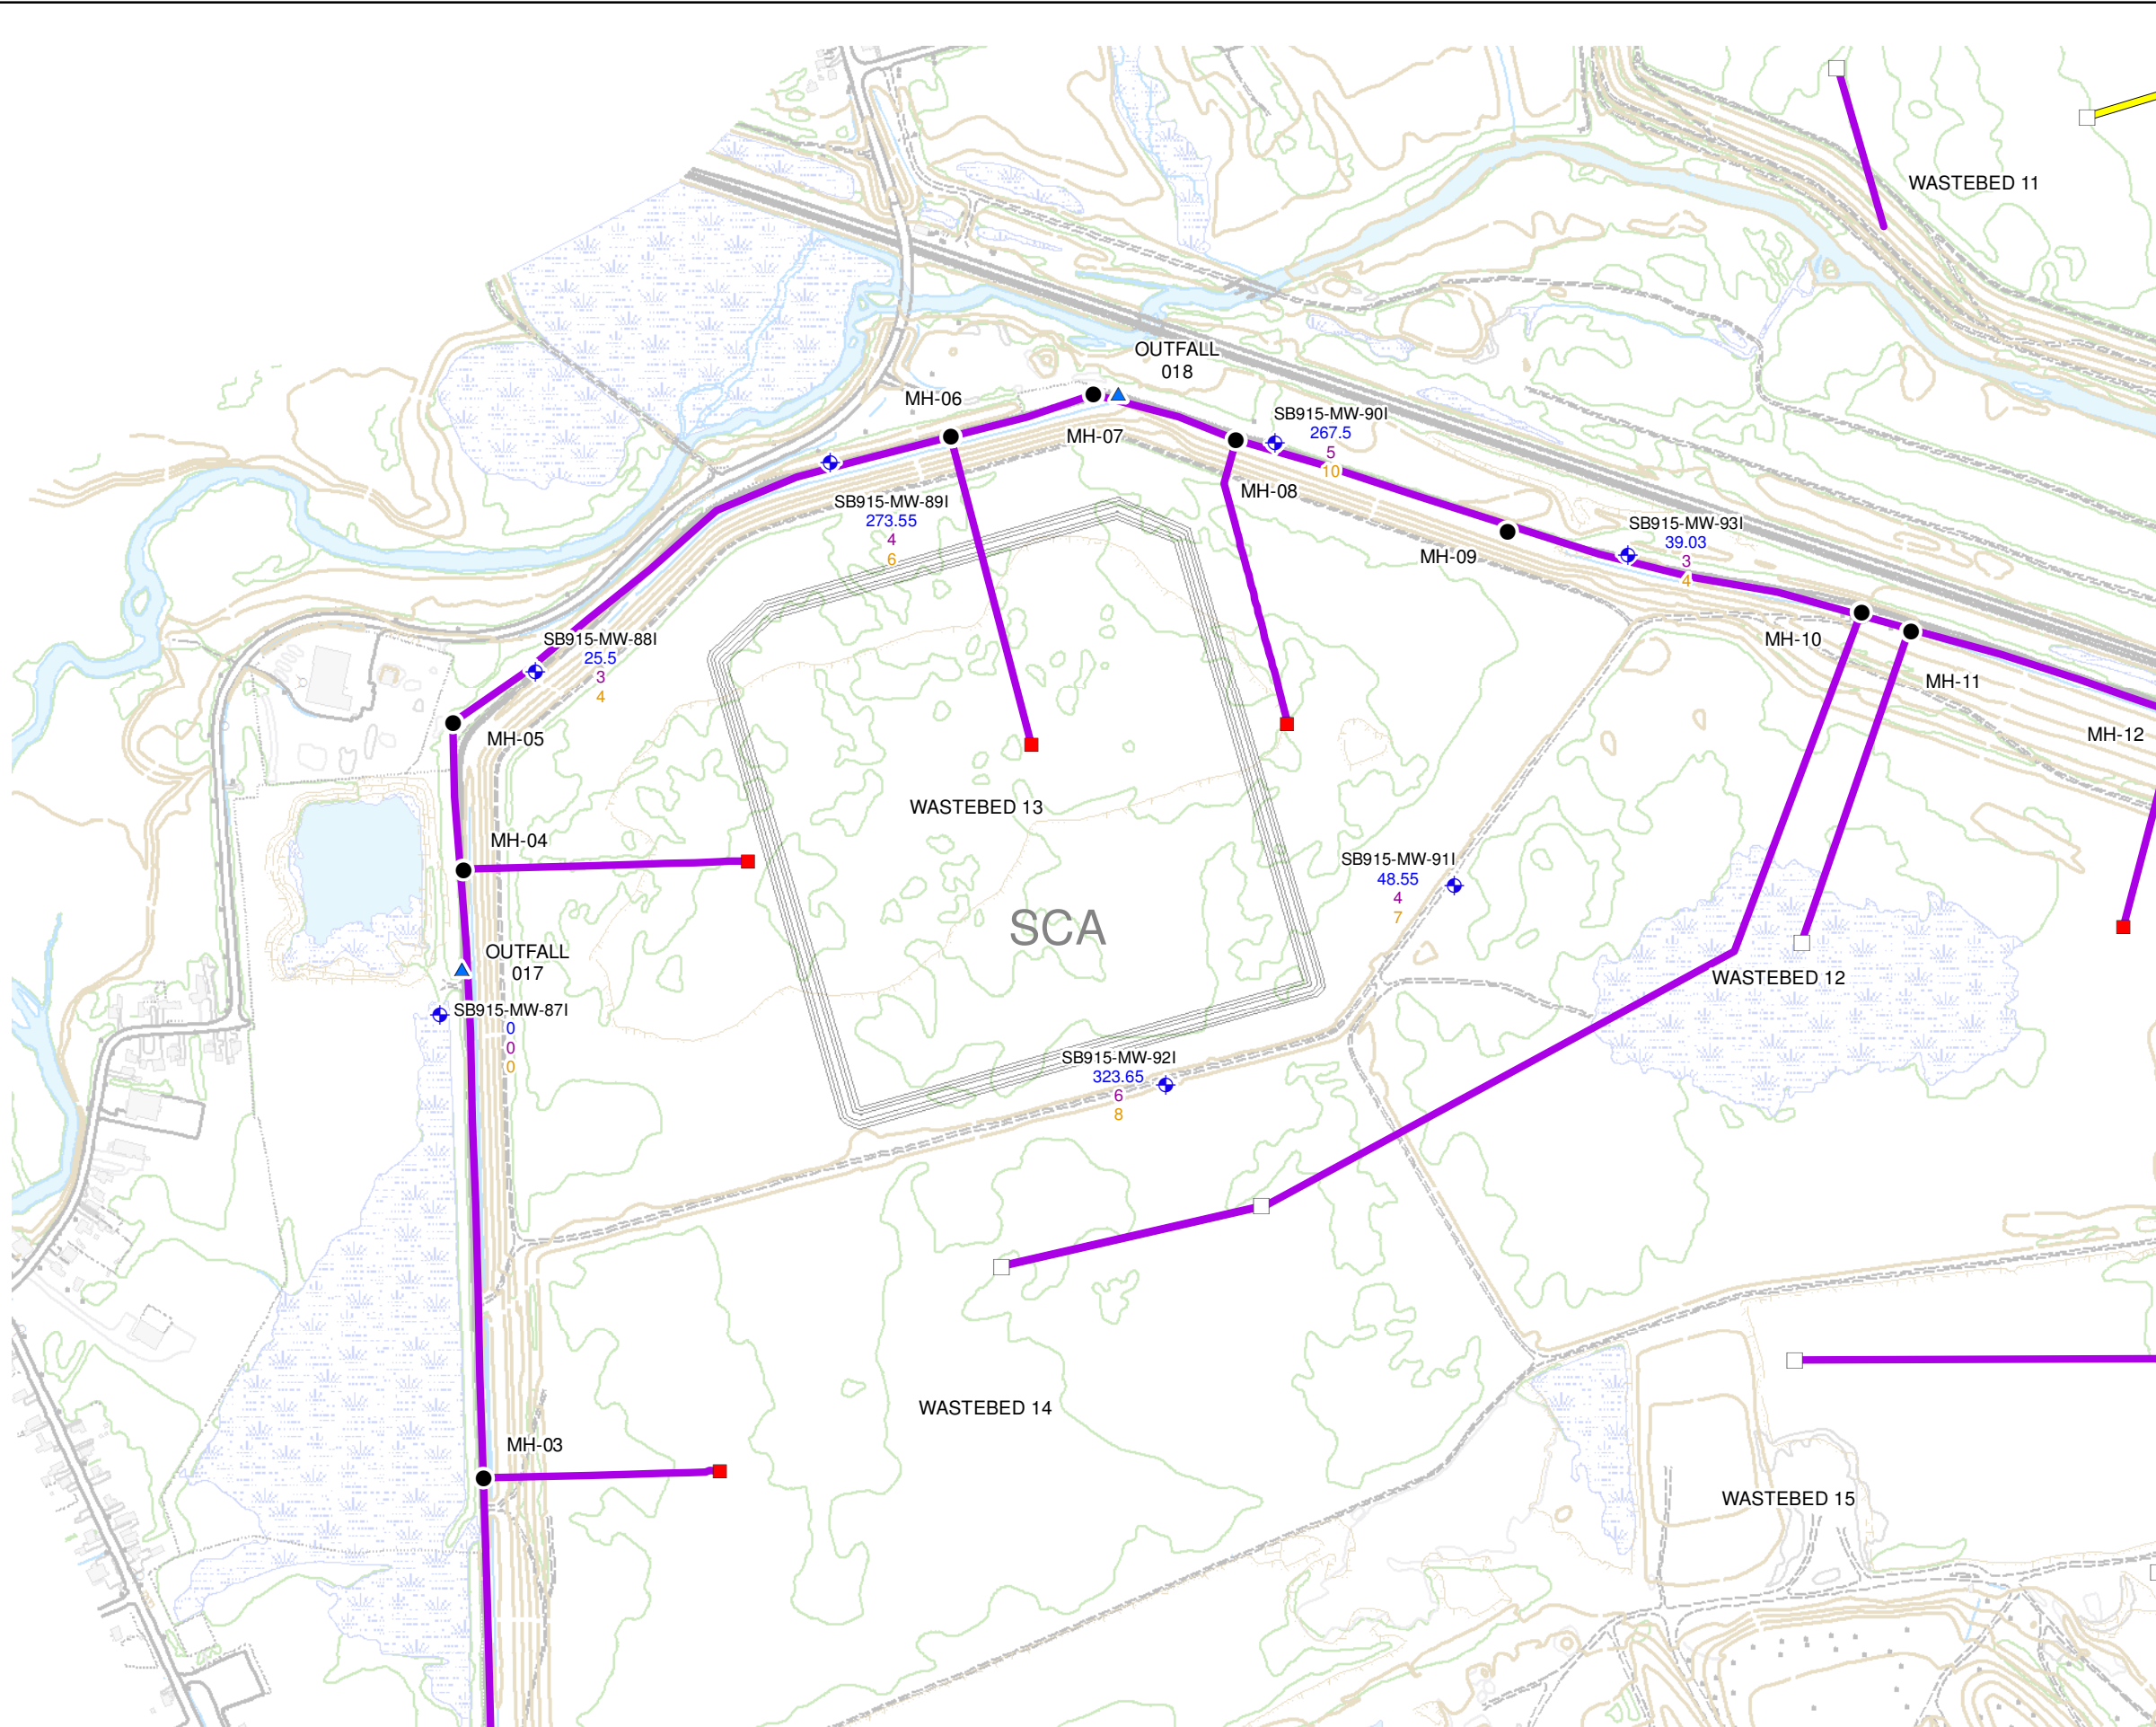 WASTEBED 11
OUTFALL
018
MH-06
SB915-MW-90I
267.5
5
10
MH-07
MH-08
SB915-MW-89I
273.55
4
6
SB915-MW-93I
39.03
3
4
MH-09
SB915-MW-88I
25.5
3
4
MH-10
MH-11
MH-12
MH-05
WASTEBED 13
MH-04
SB915-MW-91I
48.55
4
7
SCA
OUTFALL
017
WASTEBED 12
SB915-MW-87I
0
0
0
SB915-MW-92I
323.65
6
8
WASTEBED 14
MH-03
WASTEBED 15